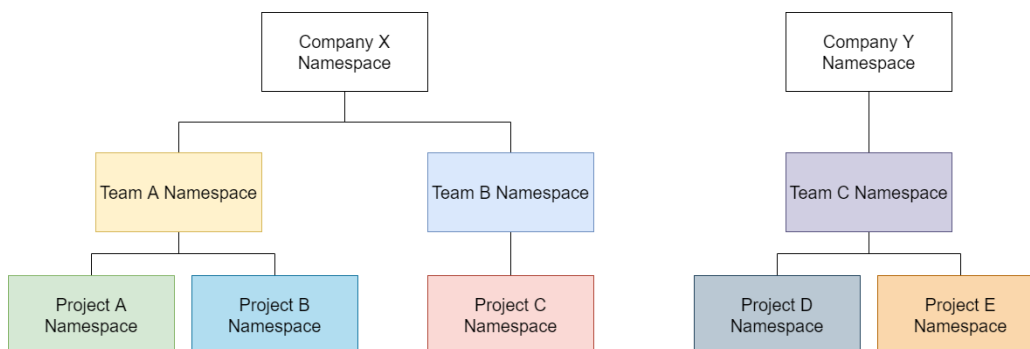 Company X
Namespace
Company Y
Namespace
Team A Namespace
Team B Namespace
Team C Namespace
Project A
Namespace
Project B
Namespace
Project C
Namespace
Project D
Namespace
Project E
Namespace